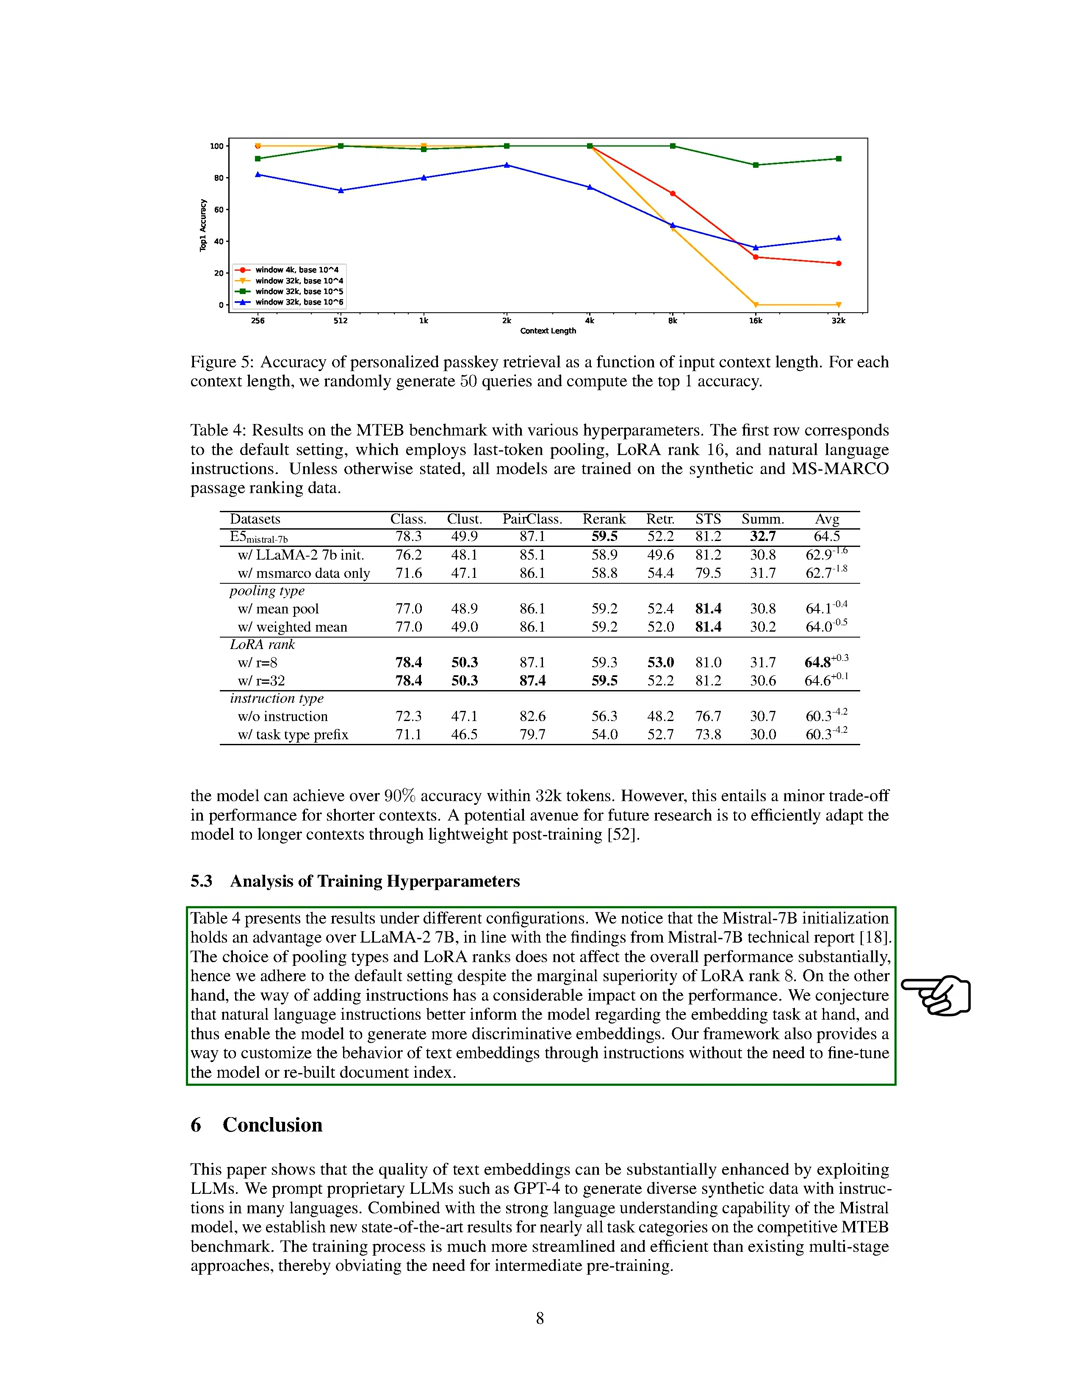 100
80
60
40
20
0
Top1 Accuracy
window 4k, base 10^4
window 32k, base 10^4
window 32k, base 10^5
window 32k, base 10^6
256 512 1k 2k 4k 8k 16k 32k
Context Length
Figure 5: Accuracy of personalized passkey retrieval as a function of input context length. For each
context length, we randomly generate 50 queries and compute the top 1 accuracy.
Table 4: Results on the MTEB benchmark with various hyperparameters. The first row corresponds
to the default setting, which employs last-token pooling, LoRA rank 16, and natural language
instructions. Unless otherwise stated, all models are trained on the synthetic and MS-MARCO
passage ranking data.
Datasets Class. Clust. PairClass. Rerank Retr. STS Summ. Avg
E5mistral-7b 78.3 49.9 87.1 59.5 52.2 81.2 32.7 64.5
w/ LLaMA-2 7b init. 76.2 48.1 85.1 58.9 49.6 81.2 30.8 62.9-1.6
w/ msmarco data only 71.6 47.1 86.1 58.8 54.4 79.5 31.7 62.7-1.8
pooling type
w/ mean pool 77.0 48.9 86.1 59.2 52.4 81.4 30.8 64.1-0.4
w/ weighted mean 77.0 49.0 86.1 59.2 52.0 81.4 30.2 64.0-0.5
LoRA rank
w/ r=8 78.4 50.3 87.1 59.3 53.0 81.0 31.7 64.8+0.3
w/ r=32 78.4 50.3 87.4 59.5 52.2 81.2 30.6 64.6+0.1
instruction type
w/o instruction 72.3 47.1 82.6 56.3 48.2 76.7 30.7 60.3-4.2
w/ task type prefix 71.1 46.5 79.7 54.0 52.7 73.8 30.0 60.3-4.2
the model can achieve over 90% accuracy within 32k tokens. However, this entails a minor trade-off
in performance for shorter contexts. A potential avenue for future research is to efficiently adapt the
model to longer contexts through lightweight post-training [52].
5.3 Analysis of Training Hyperparameters
Table 4 presents the results under different configurations. We notice that the Mistral-7B initialization
holds an advantage over LLaMA-2 7B, in line with the findings from Mistral-7B technical report [18].
The choice of pooling types and LoRA ranks does not affect the overall performance substantially,
hence we adhere to the default setting despite the marginal superiority of LoRA rank 8. On the other
hand, the way of adding instructions has a considerable impact on the performance. We conjecture
that natural language instructions better inform the model regarding the embedding task at hand, and
thus enable the model to generate more discriminative embeddings. Our framework also provides a
way to customize the behavior of text embeddings through instructions without the need to fine-tune
the model or re-built document index.
6 Conclusion
This paper shows that the quality of text embeddings can be substantially enhanced by exploiting
LLMs. We prompt proprietary LLMs such as GPT-4 to generate diverse synthetic data with instruc-
tions in many languages. Combined with the strong language understanding capability of the Mistral
model, we establish new state-of-the-art results for nearly all task categories on the competitive MTEB
benchmark. The training process is much more streamlined and efficient than existing multi-stage
approaches, thereby obviating the need for intermediate pre-training.
8